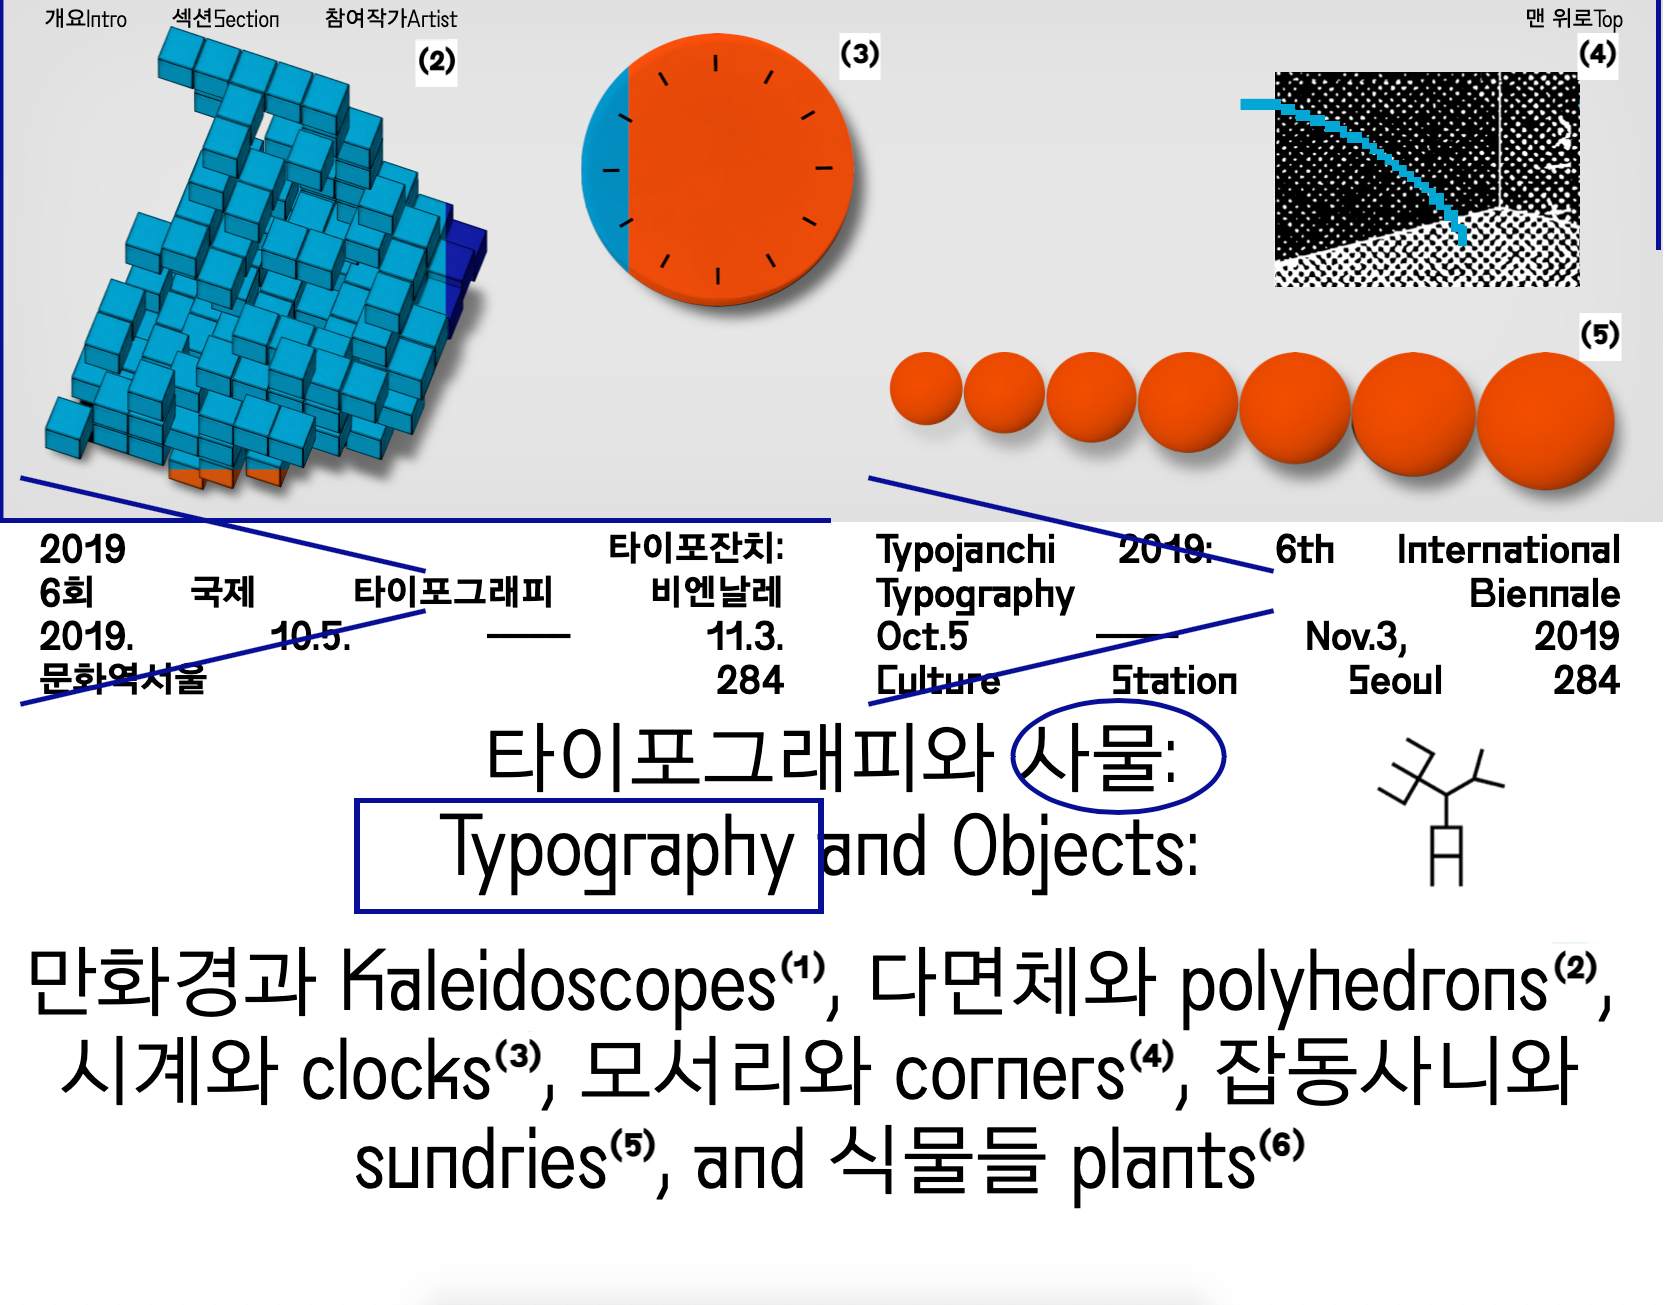 개요Intro 섹션Section 참여작가Artist 맨 위로Top
(2)
(3)
(4)
(5)
2019 타이포잔치:
6회 국제 타이포그래피 비엔날레
2019. 10.5. —— 11.3.
문화역서울 284
Typojanchi 2019: 6th International
Typography Biennale
Oct.5 —— Nov.3, 2019
Culture Station Seoul 284
타이포그래피와 사물:
Typography and Objects:
만화경과 Kaleidoscopes(1), 다면체와 polyhedrons(2),
시계와 clocks(3), 모서리와 corners(4), 잡동사니와
sundries(5), and 식물들 plants(6)